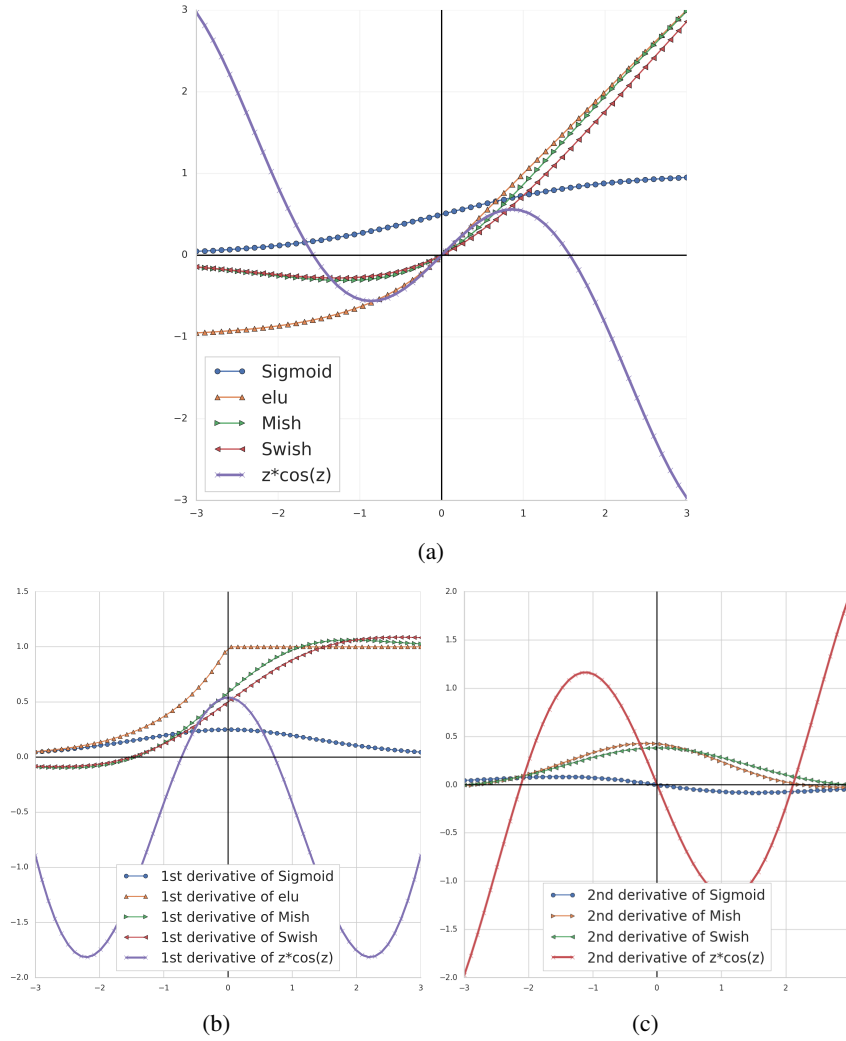 3
2
1
0
−1
−2
−3
Sigmoid
elu
Mish
Swish
z*cos(z)
−3 −2 −1 0 1 2 3
(a)
1.5
1.0
0.5
0.0
−0.5
−1.0
−1.5
−2.0
1st derivative of Sigmoid
1st derivative of elu
1st derivative of Mish
1st derivative of Swish
1st derivative of z*cos(z)
−3 −2 −1 0 1 2 3
(b)
2.0
1.5
1.0
0.5
0.0
−0.5
−1.0
−1.5
−2.0
2nd derivative of Sigmoid
2nd derivative of Mish
2nd derivative of Swish
2nd derivative of z*cos(z)
−3 −2 −1 0 1 2
(c)